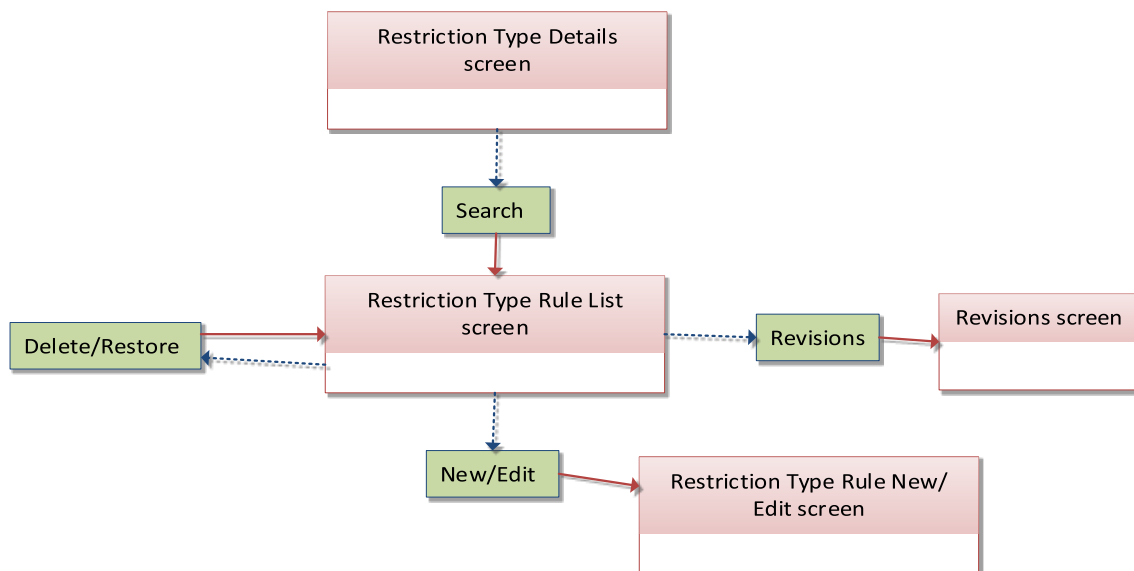 Restriction Type Details
screen
Search
Restriction Type Rule List
screen
Delete/Restore
Revisions
Revisions screen
New/Edit
Restriction Type Rule New/
Edit screen